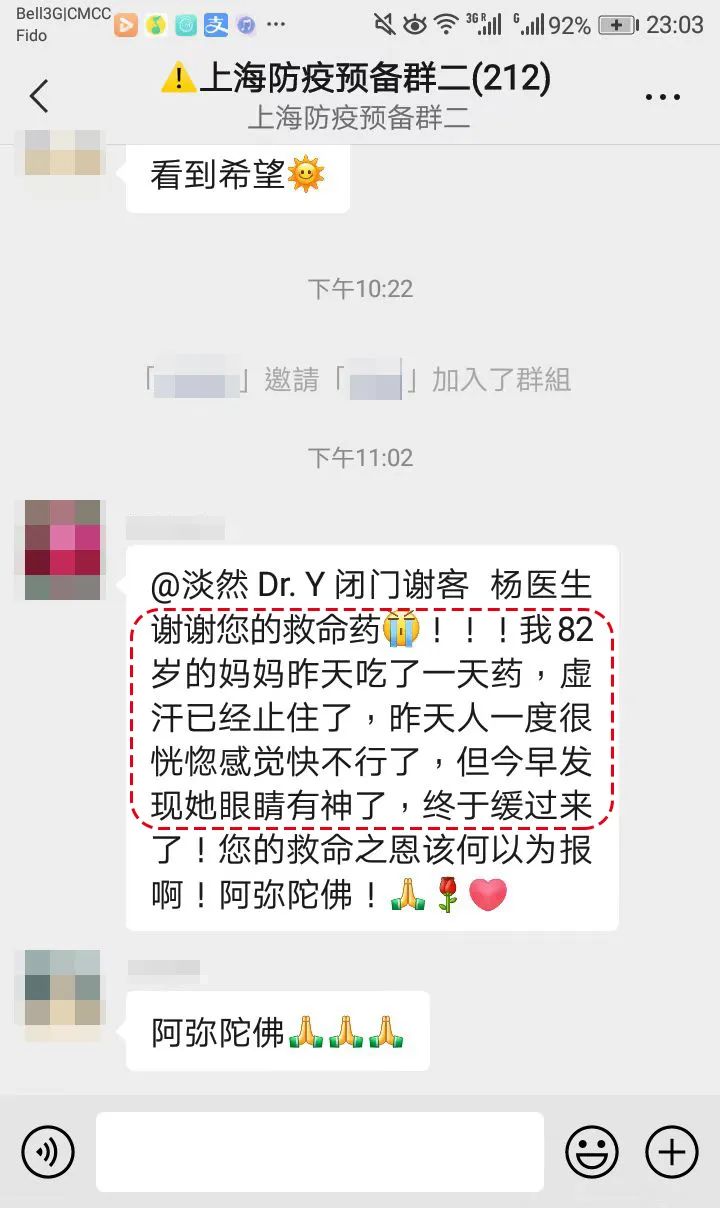 Bell3G|CMCC
Fido
3G R
G
92%
23:03
⚠️上海防疫预备群二(212)
上海防疫预备群二
看到希望🌞
下午10:22
「 」邀請「 」加入了群組
下午11:02
@淡然 Dr. Y 闭门谢客 杨医生
谢谢您的救命药😭！！！我82
岁的妈妈昨天吃了一天药，虚
汗已经止住了，昨天人一度很
恍惚感觉快不行了，但今早发
现她眼睛有神了，终于缓过来
了！您的救命之恩该何以为报
啊！阿弥陀佛！🙏🌹❤️
阿弥陀佛🙏🙏🙏